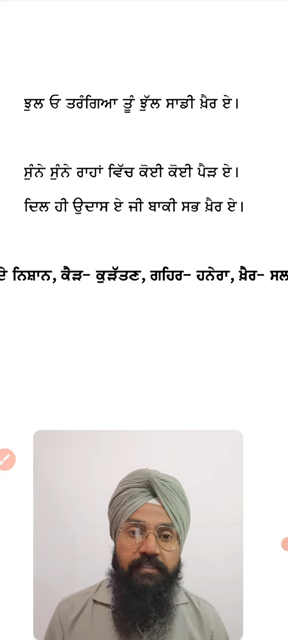 ਝੁਲ ਓ ਤਰੰਗਿਆ ਤੂੰ ਝੁੱਲ ਸਾਡੀ ਖ਼ੈਰ ਏ।
ਸੁੰਨੇ ਸੁੰਨੇ ਰਾਹਾਂ ਵਿੱਚ ਕੋਈ ਕੋਈ ਪੈੜ ਏ।
ਦਿਲ ਹੀ ਉਦਾਸ ਏ ਜੀ ਬਾਕੀ ਸਭ ਖ਼ੈਰ ਏ।
ਦੇ ਨਿਸ਼ਾਨ, ਕੈੜ- ਕੁੜੱਤਣ, ਗਹਿਰ- ਹਨੇਰਾ, ਖ਼ੈਰ- ਸਲ